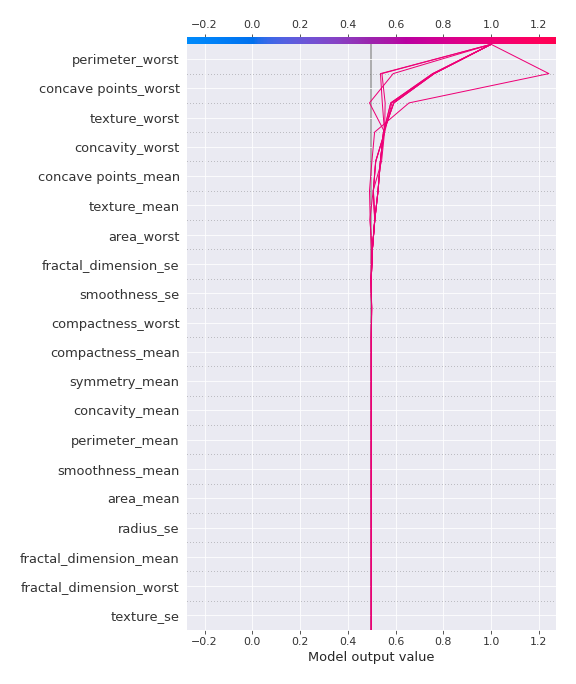 −0.2 0.0 0.2 0.4 0.6 0.8 1.0 1.2
perimeter_worst
concave points_worst
texture_worst
concavity_worst
concave points_mean
texture_mean
area_worst
fractal_dimension_se
smoothness_se
compactness_worst
compactness_mean
symmetry_mean
concavity_mean
perimeter_mean
smoothness_mean
area_mean
radius_se
fractal_dimension_mean
fractal_dimension_worst
texture_se
−0.2 0.0 0.2 0.4 0.6 0.8 1.0 1.2
Model output value